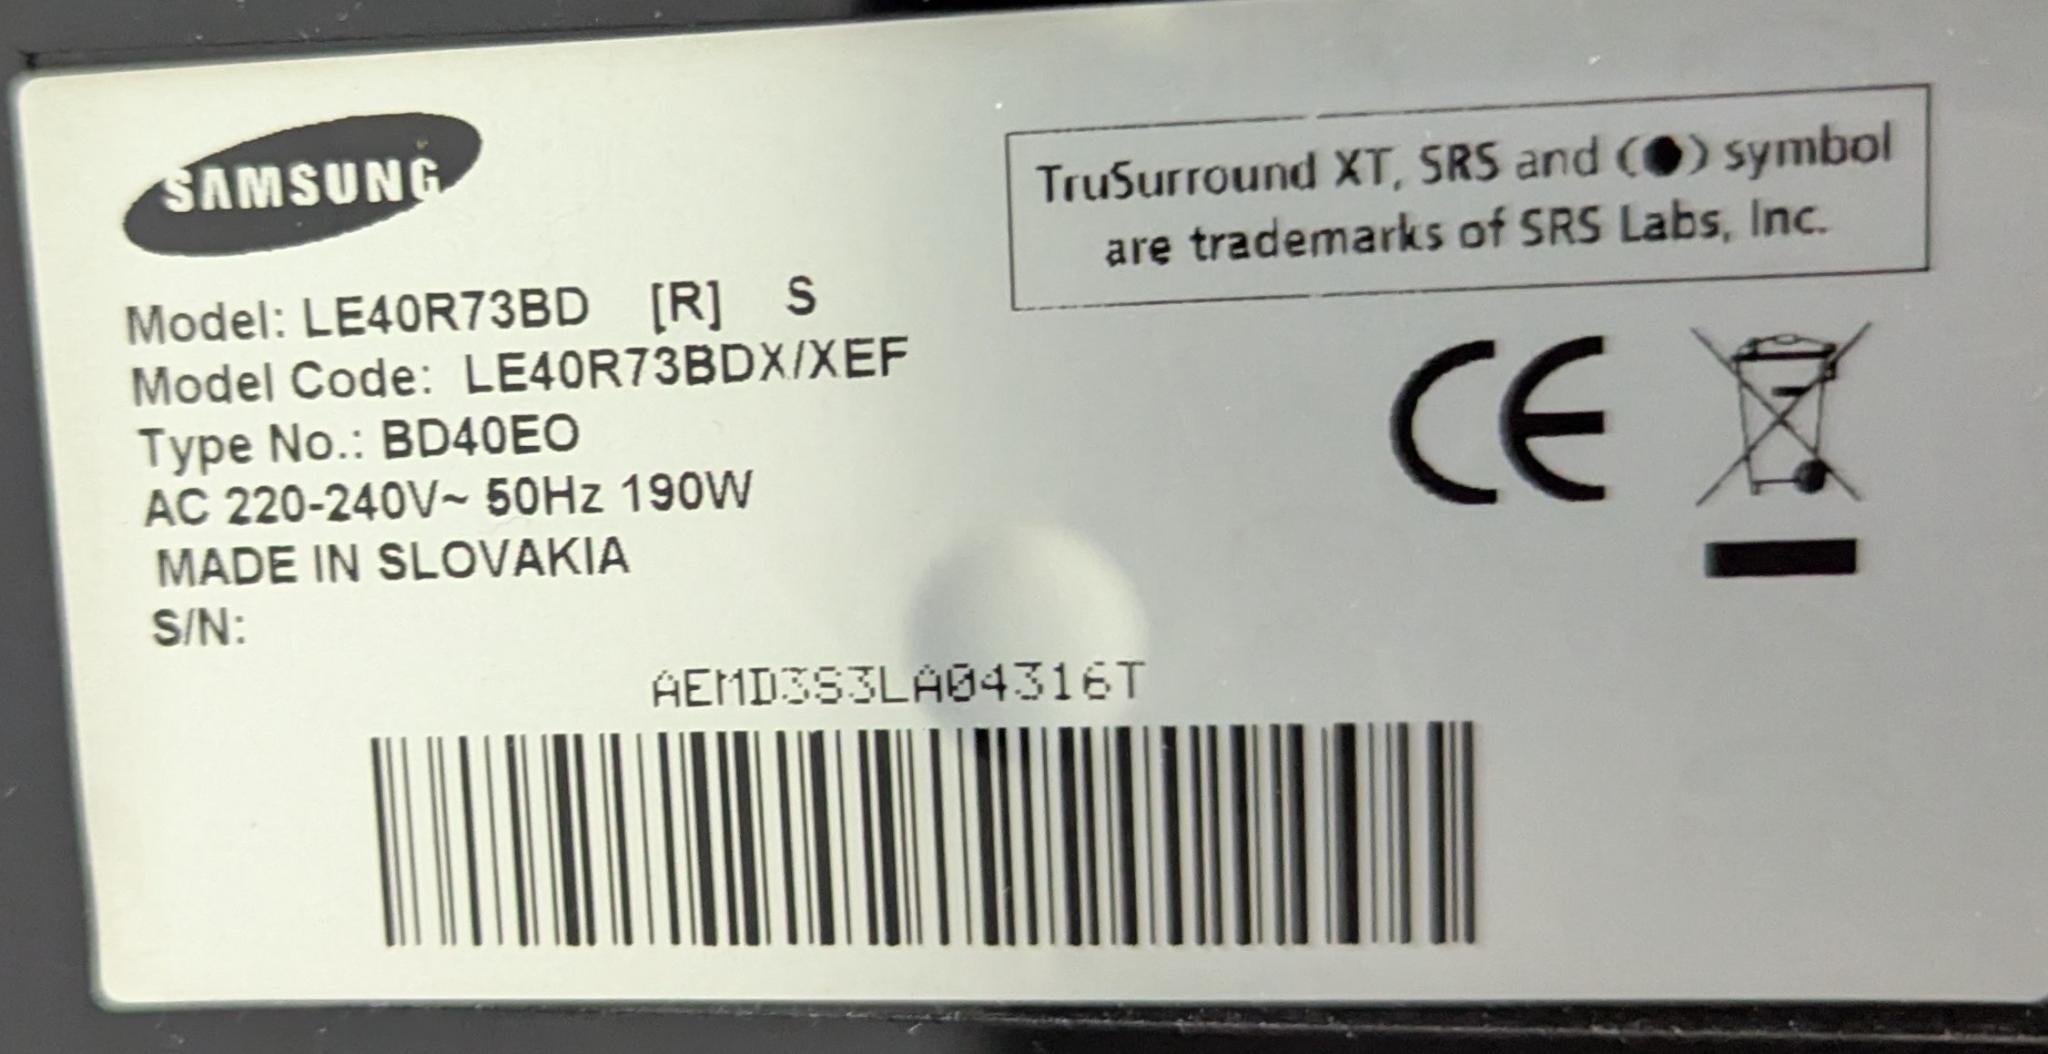 SAMSUNG
TruSurround XT, SRS and (●) symbol
are trademarks of SRS Labs, Inc.
Model: LE40R73BD [R] S
Model Code: LE40R73BDX/XEF
Type No.: BD40EO
AC 220-240V~ 50Hz 190W
MADE IN SLOVAKIA
S/N:
AEMD3S3LA04316T
CE